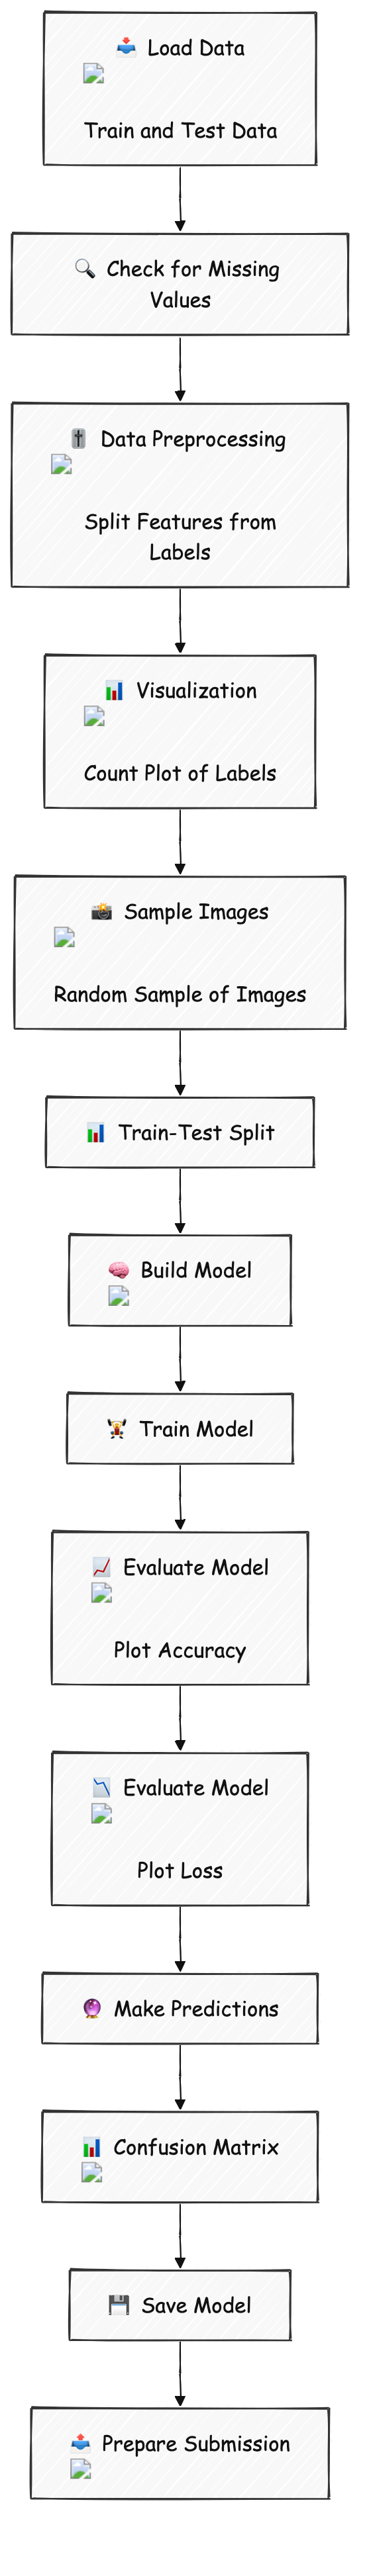 Load Data
Train and Test Data
Check for Missing
Values
Data Preprocessing
Split Features from
Labels
Visualization
Count Plot of Labels
Sample Images
Random Sample of Images
Train-Test Split
Build Model
Train Model
Evaluate Model
Plot Accuracy
Evaluate Model
Plot Loss
Make Predictions
Confusion Matrix
Save Model
Prepare Submission